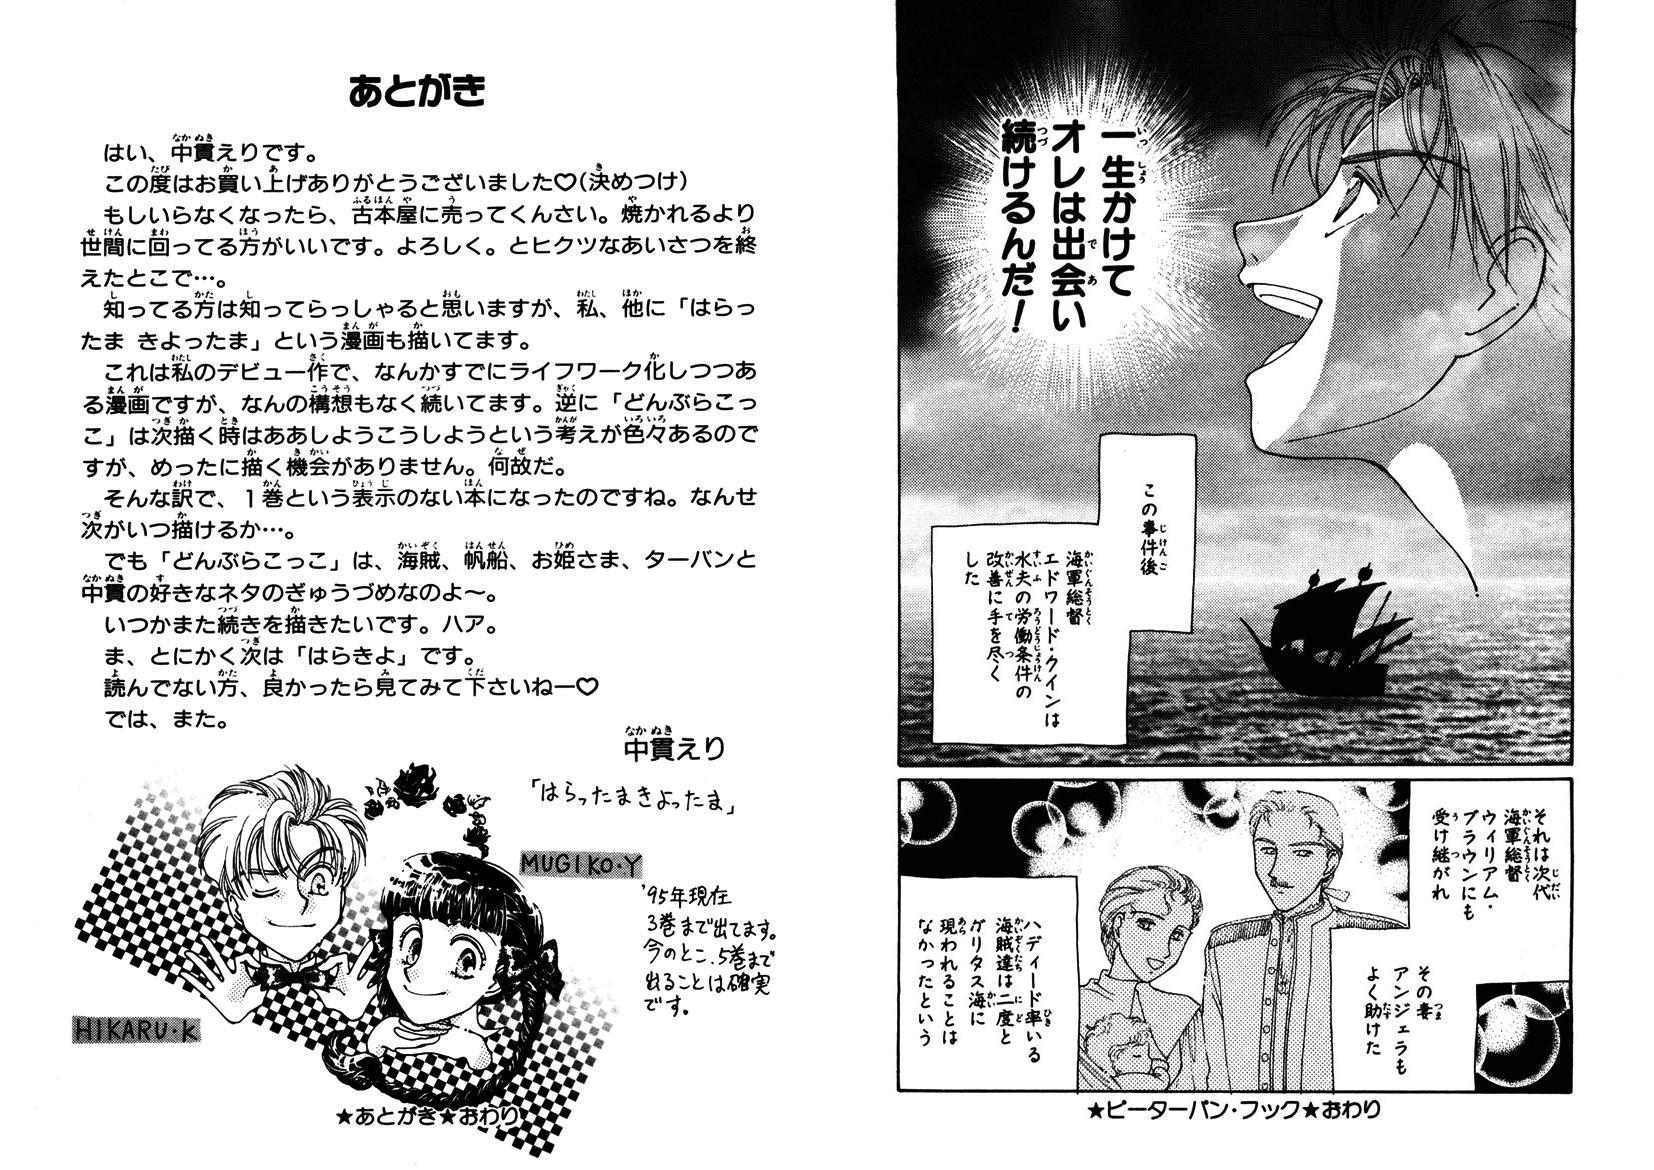 一生かけて
オレは出会い
続けるんだ!
この事件後
海軍総督
エドワード・クインは
水夫の労働条件の
改善に手を尽く
した
それは次代
海軍総督
ウィリアム・
ブラウンにも
受け継がれ
その妻
アンジェラも
よく助けた
ハディード率いる
海賊達は二度と
ガリタス海に
現われることは
なかったという
★ピーターパン・フック★おわり
あとがき
はい、中貫えりです。
この度はお買い上げありがとうございました♡(決めつけ)
もしいらなくなったら、古本屋に売ってくんさい。焼かれるより
世間に回ってる方がいいです。よろしく。とヒクツなあいさつを終
えたとこで…。
知ってる方は知ってらっしゃると思いますが、私、他に「はらっ
たま きよったま」という漫画も描いてます。
これは私のデビュー作で、なんかすでにライフワーク化しつつあ
る漫画ですが、なんの構想もなく続いてます。逆に「どんぶらこっ
こ」は次描く時はああしようこうしようという考えが色々あるので
すが、めったに描く機会がありません。何故だ。
そんな訳で、1巻という表示のない本になったのですね。なんせ
次がいつ描けるか…。
でも「どんぶらこっこ」は、海賊、帆船、お姫さま、ターバンと
中貫の好きなネタのぎゅうづめなのよ〜。
いつかまた続きを描きたいです。ハア。
ま、とにかく次は「はらきよ」です。
読んでない方、良かったら見てみて下さいねー♡
では、また。
中貫えり
「はらったまきよったま」
MUGIKO・Y
'95年現在
3巻まで出てます。
今のとこ、5巻まで
出ることは確実
です。
HIKARU・K
★あとがき★おわり